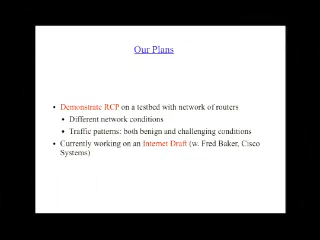 Our Plans
• Demonstrate RCP on a testbed with network of routers
• Different network conditions
• Traffic patterns: both benign and challenging conditions
• Currently working on an Internet Draft (w. Fred Baker, Cisco
Systems)